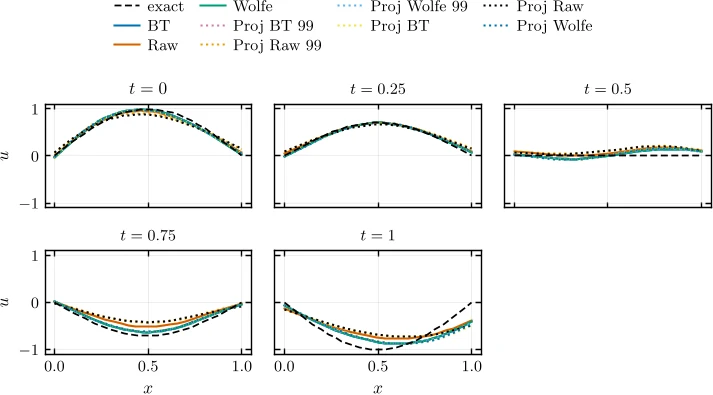 exact Wolfe Proj Wolfe 99 Proj Raw
BT Proj BT 99 Proj BT Proj Wolfe
Raw Proj Raw 99
t = 0 t = 0.25 t = 0.5
1
0
−1
u
t = 0.75 t = 1
1
0
−1
u
0.0 0.5 1.0 0.0 0.5 1.0
x x